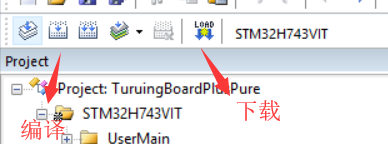 LOAD
STM32H743VIT
Project
Project: TuruingBoardPlusPure
STM32H743VIT
下载
编译
UserMain